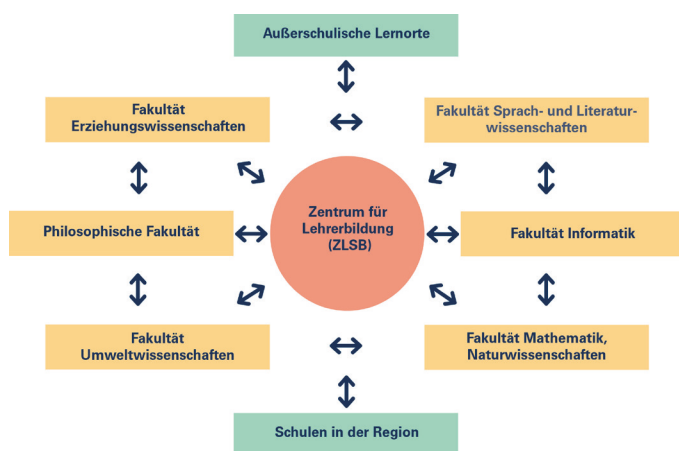 Außerschulische Lernorte
Fakultät
Erziehungswissenschaften
Fakultät Sprach- und Literatur-
wissenschaften
Zentrum für
Lehrerbildung
(ZLSB)
Philosophische Fakultät
Fakultät Informatik
Fakultät
Umweltwissenschaften
Fakultät Mathematik,
Naturwissenschaften
Schulen in der Region